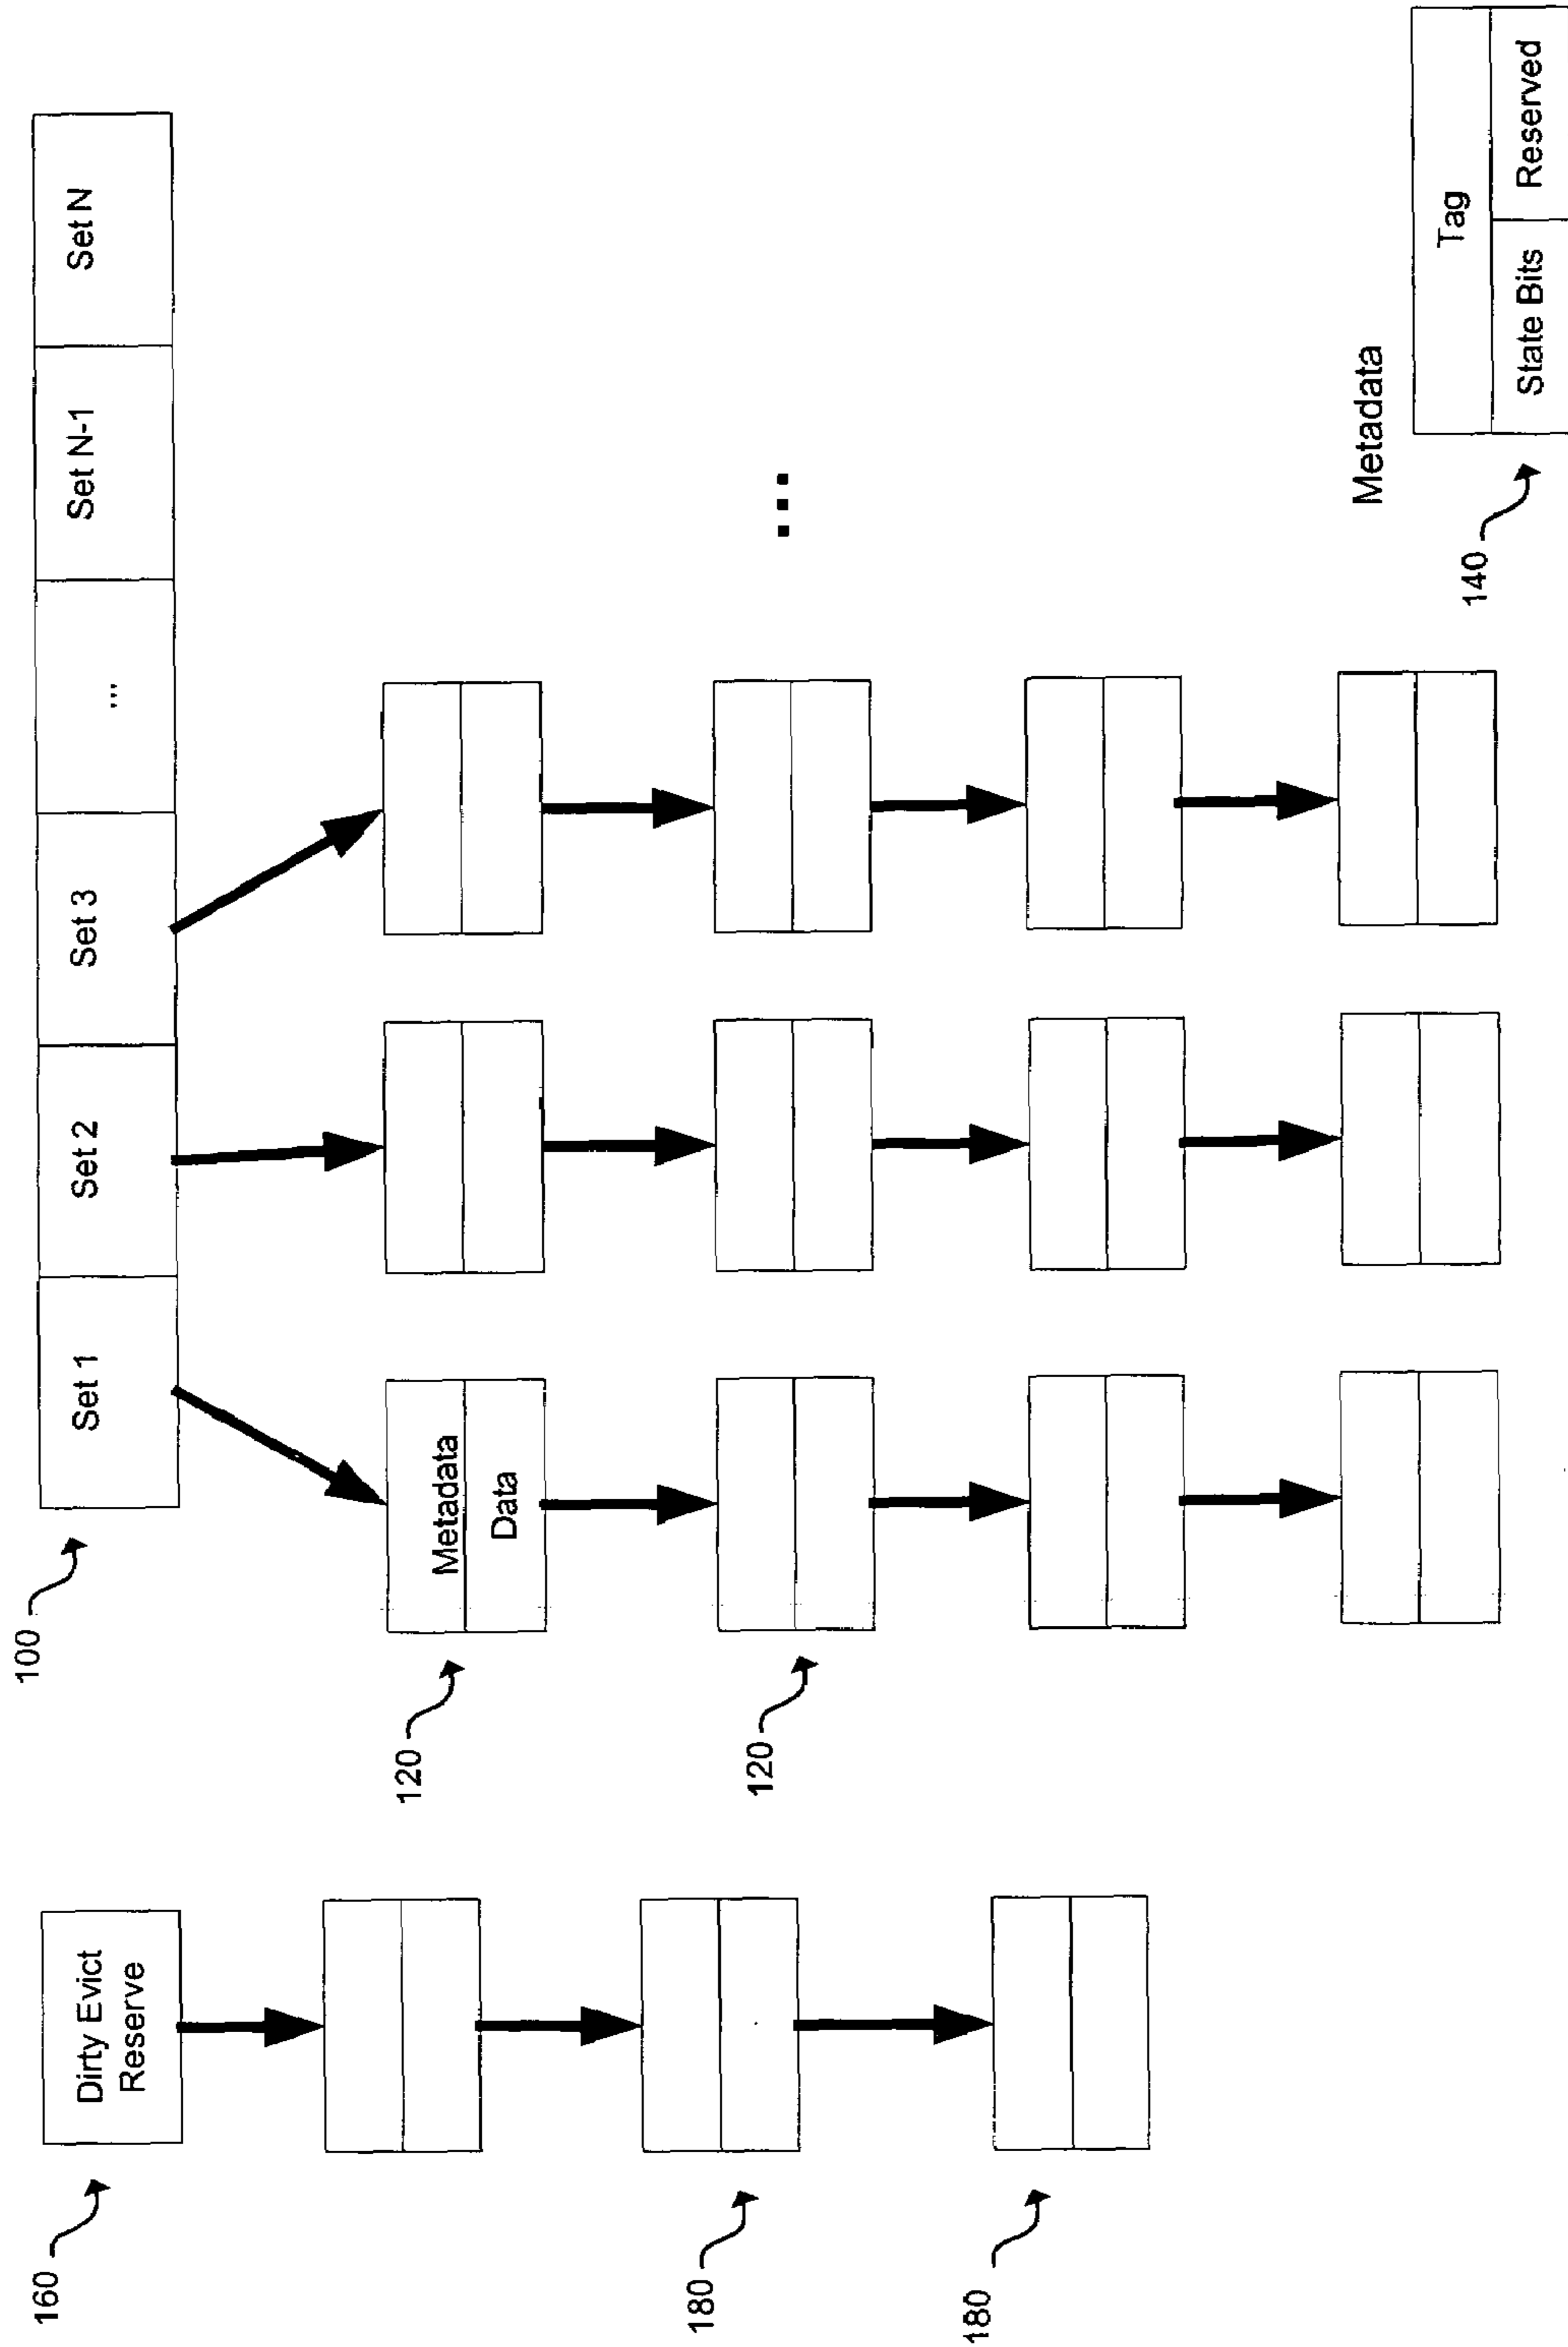 160
Dirty Evict
Reserve
180
180
100
Set 1
Set 2
Set 3
...
Set N-1
Set N
120
Metadata
Data
120
...
Metadata
140
Tag
State Bits
Reserved